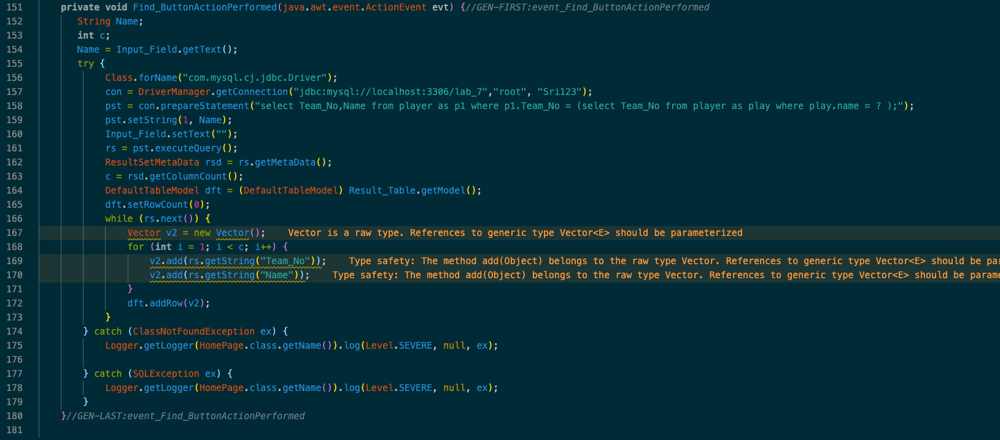 151 private void Find_ButtonActionPerformed(java.awt.event.ActionEvent evt) {//GEN-FIRST:event_Find_ButtonActionPerformed
152 String Name;
153 int c;
154 Name = Input_Field.getText();
155 try {
156 Class.forName("com.mysql.cj.jdbc.Driver");
157 con = DriverManager.getConnection("jdbc:mysql://localhost:3306/lab_7","root", "Sri123");
158 pst = con.prepareStatement("select Team_No,Name from player as p1 where p1.Team_No = (select Team_No from player as play where play.name = ? );");
159 pst.setString(1, Name);
160 Input_Field.setText("");
161 rs = pst.executeQuery();
162 ResultSetMetaData rsd = rs.getMetaData();
163 c = rsd.getColumnCount();
164 DefaultTableModel dft = (DefaultTableModel) Result_Table.getModel();
165 dft.setRowCount(0);
166 while (rs.next()) {
167 Vector v2 = new Vector(); Vector is a raw type. References to generic type Vector<E> should be parameterized
168 for (int i = 1; i < c; i++) {
169 v2.add(rs.getString("Team_No")); Type safety: The method add(Object) belongs to the raw type Vector. References to generic type Vector<E> should be par
170 v2.add(rs.getString("Name")); Type safety: The method add(Object) belongs to the raw type Vector. References to generic type Vector<E> should be parame
171 }
172 dft.addRow(v2);
173 }
174 } catch (ClassNotFoundException ex) {
175 Logger.getLogger(HomePage.class.getName()).log(Level.SEVERE, null, ex);
176
177 } catch (SQLException ex) {
178 Logger.getLogger(HomePage.class.getName()).log(Level.SEVERE, null, ex);
179 }
180 }//GEN-LAST:event_Find_ButtonActionPerformed
181